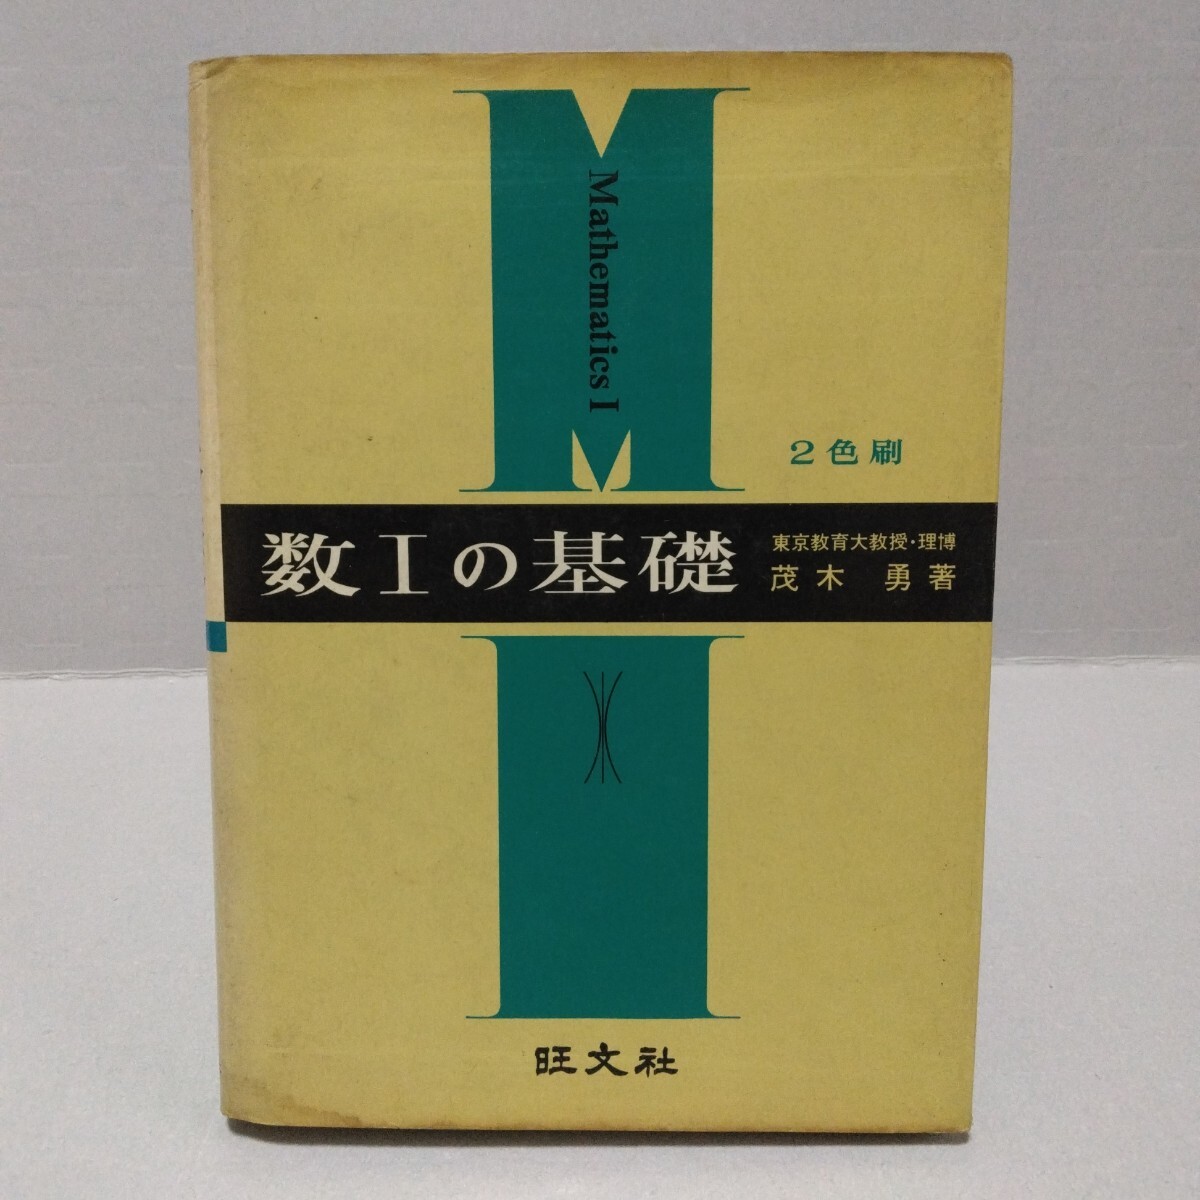 Mathematics I
2色刷
数Iの基礎
東京教育大教授・理博
茂木 勇著
旺文社